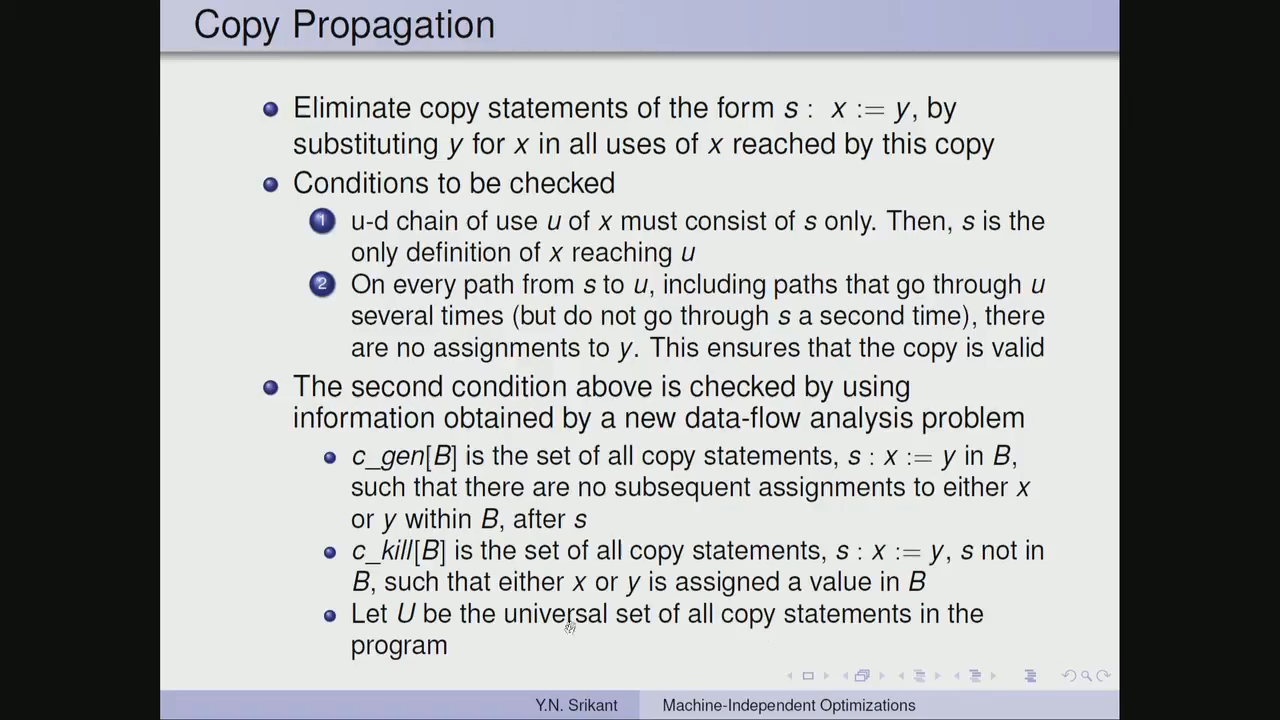 Copy Propagation
Eliminate copy statements of the form s : x := y, by
substituting y for x in all uses of x reached by this copy
Conditions to be checked
1 u-d chain of use u of x must consist of s only. Then, s is the
only definition of x reaching u
2 On every path from s to u, including paths that go through u
several times (but do not go through s a second time), there
are no assignments to y. This ensures that the copy is valid
The second condition above is checked by using
information obtained by a new data-flow analysis problem
c_gen[B] is the set of all copy statements, s : x := y in B,
such that there are no subsequent assignments to either x
or y within B, after s
c_kill[B] is the set of all copy statements, s : x := y, s not in
B, such that either x or y is assigned a value in B
Let U be the universal set of all copy statements in the
program
Y.N. Srikant Machine-Independent Optimizations